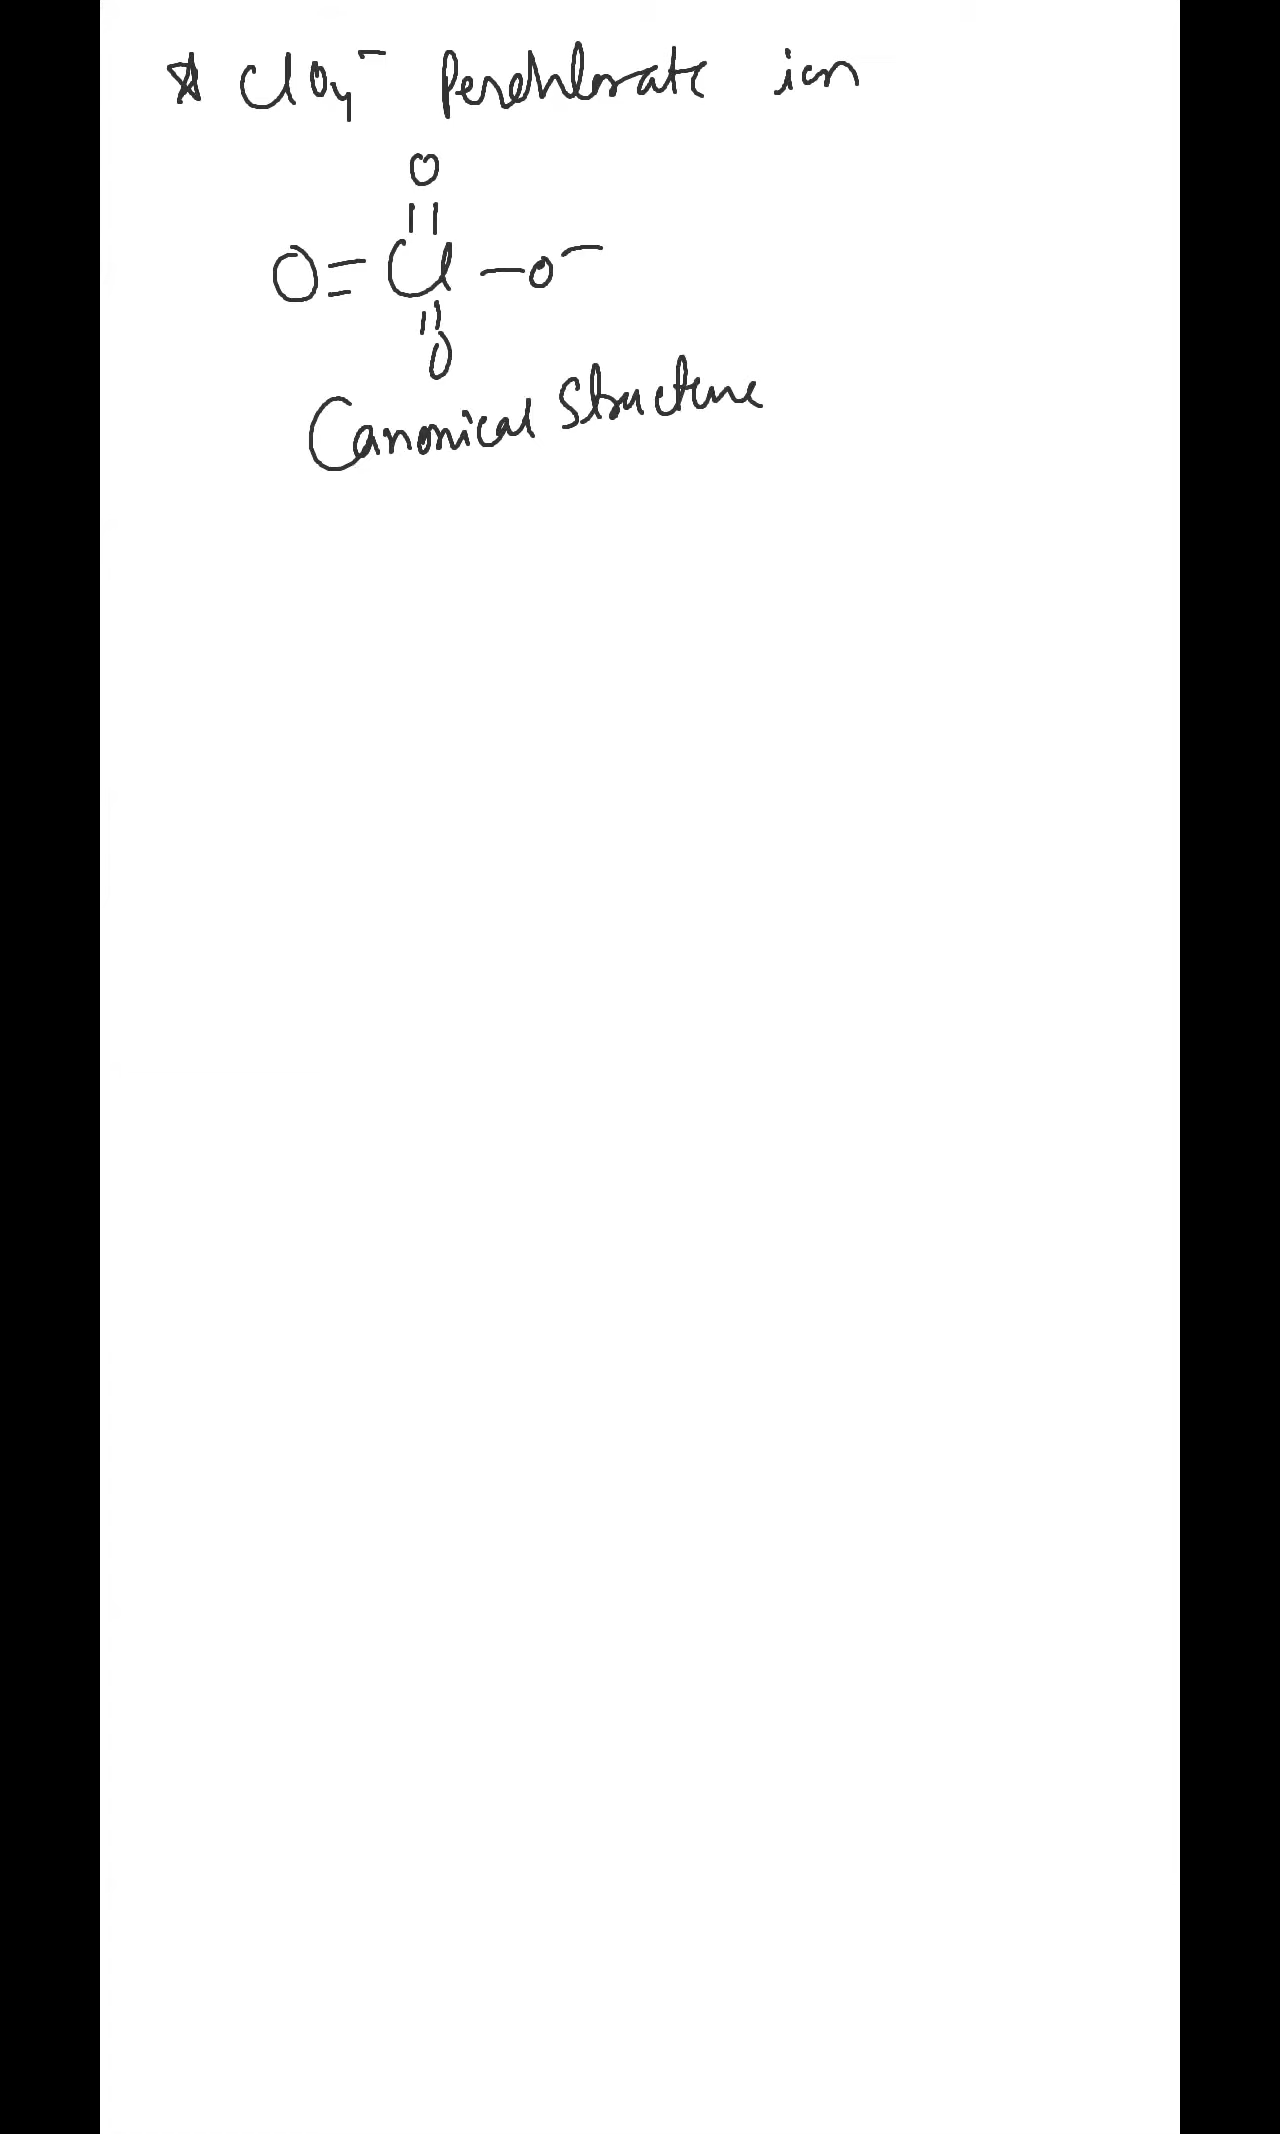 * ClO₄⁻ Perchlorate ion
O
||
O=Cl-O⁻
||
O
Canonical Structure